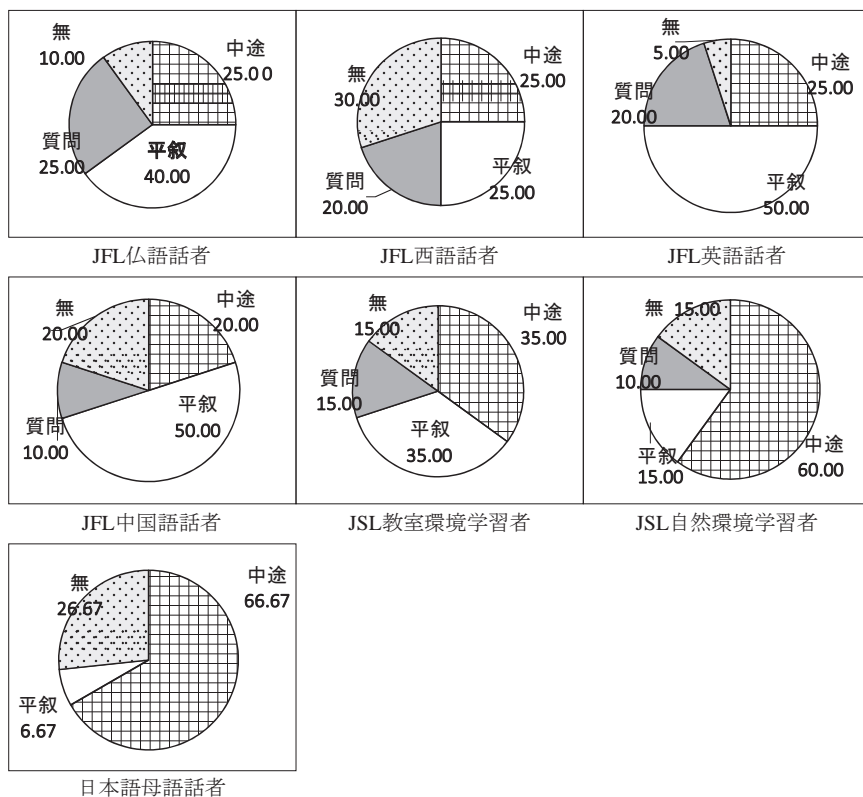 無
10.00
中途
25.00
質問
25.00
平叙
40.00
JFL仏語話者
無
30.00
中途
25.00
質問
20.00
平叙
25.00
JFL西語話者
無
5.00
中途
25.00
質問
20.00
平叙
50.00
JFL英語話者
無
20.00
中途
20.00
質問
10.00
平叙
50.00
JFL中国語話者
無
15.00
中途
35.00
質問
15.00
平叙
35.00
JSL教室環境学習者
無 15.00
質問
10.00
平叙
15.00
中途
60.00
JSL自然環境学習者
無
26.67
中途
66.67
平叙
6.67
日本語母語話者